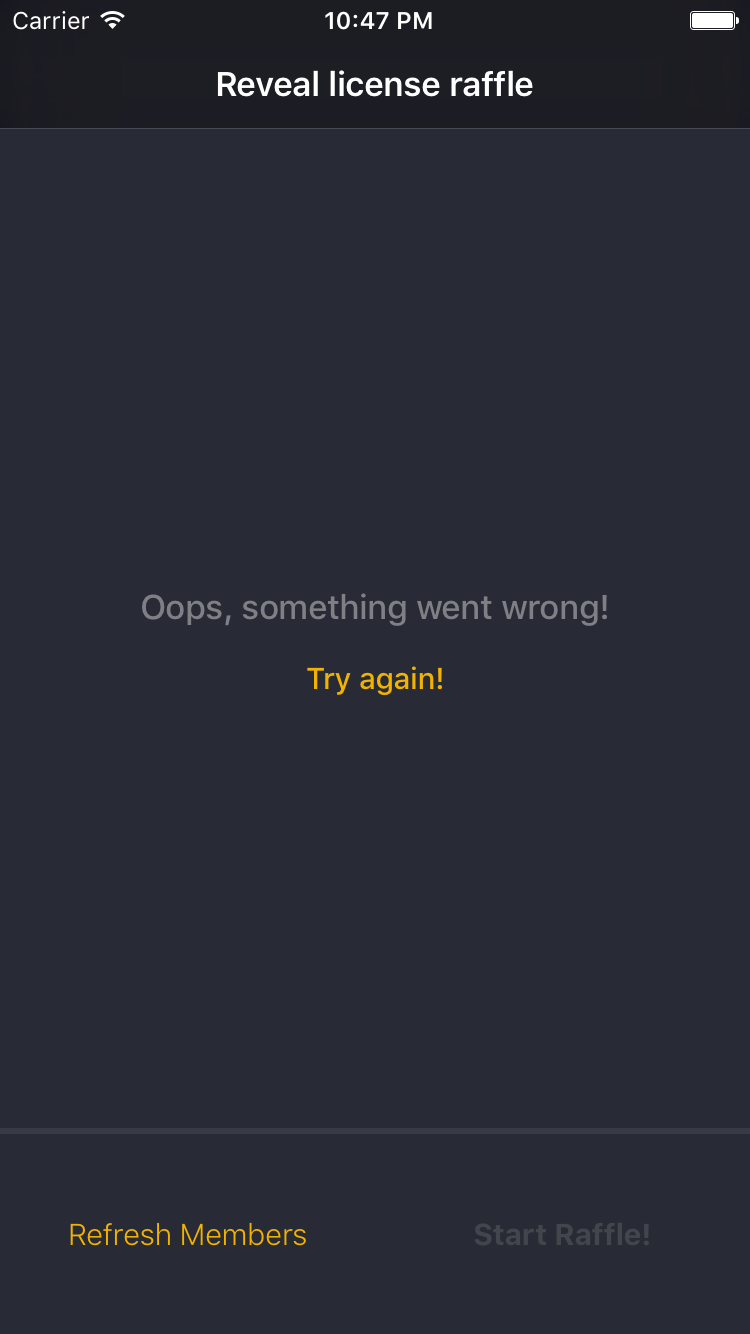 Carrier 10:47 PM
Reveal license raffle
Oops, something went wrong!
Try again!
Refresh Members Start Raffle!